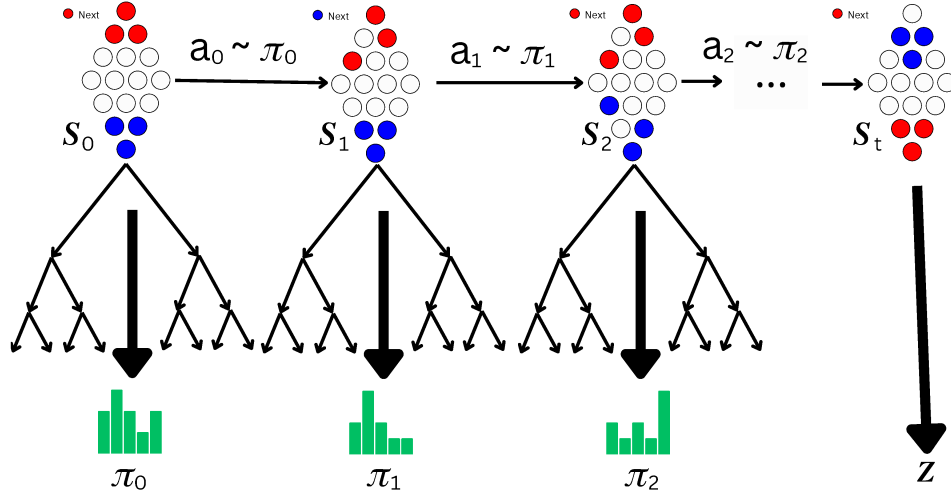 Next
Next
Next
Next
a₀ ~ π₀
a₁ ~ π₁
a₂ ~ π₂
...
S₀
S₁
S₂
Sₜ
π₀
π₁
π₂
z